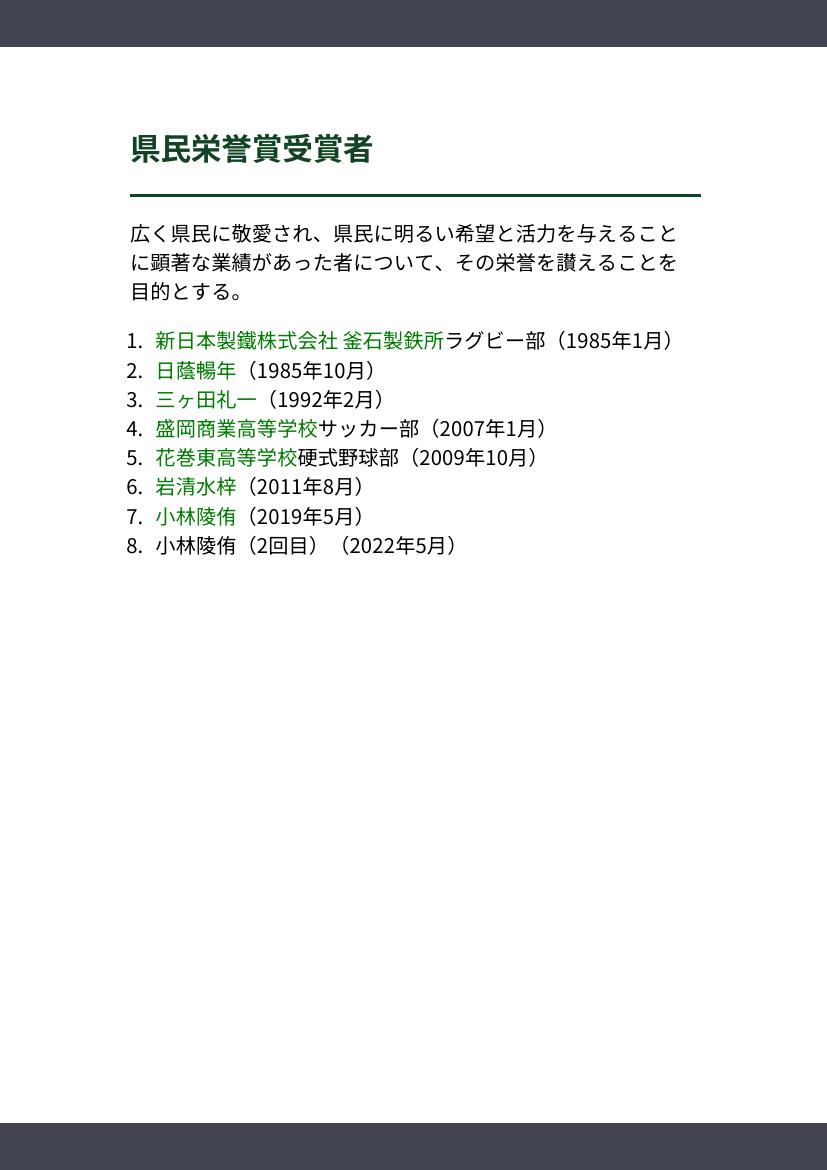 県民栄誉賞受賞者
広く県民に敬愛され、県民に明るい希望と活力を与えること
に顕著な業績があった者について、その栄誉を讃えることを
目的とする。
1. 新日本製鐵株式会社 釜石製鉄所ラグビー部（1985年1月）
2. 日蔭暢年（1985年10月）
3. 三ヶ田礼一（1992年2月）
4. 盛岡商業高等学校サッカー部（2007年1月）
5. 花巻東高等学校硬式野球部（2009年10月）
6. 岩清水梓（2011年8月）
7. 小林陵侑（2019年5月）
8. 小林陵侑（2回目）（2022年5月）